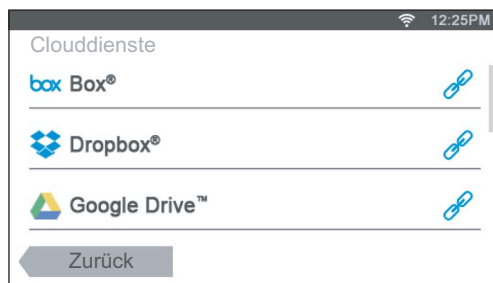 12:25PM
Clouddienste
box Box®
Dropbox®
Google Drive™
Zurück